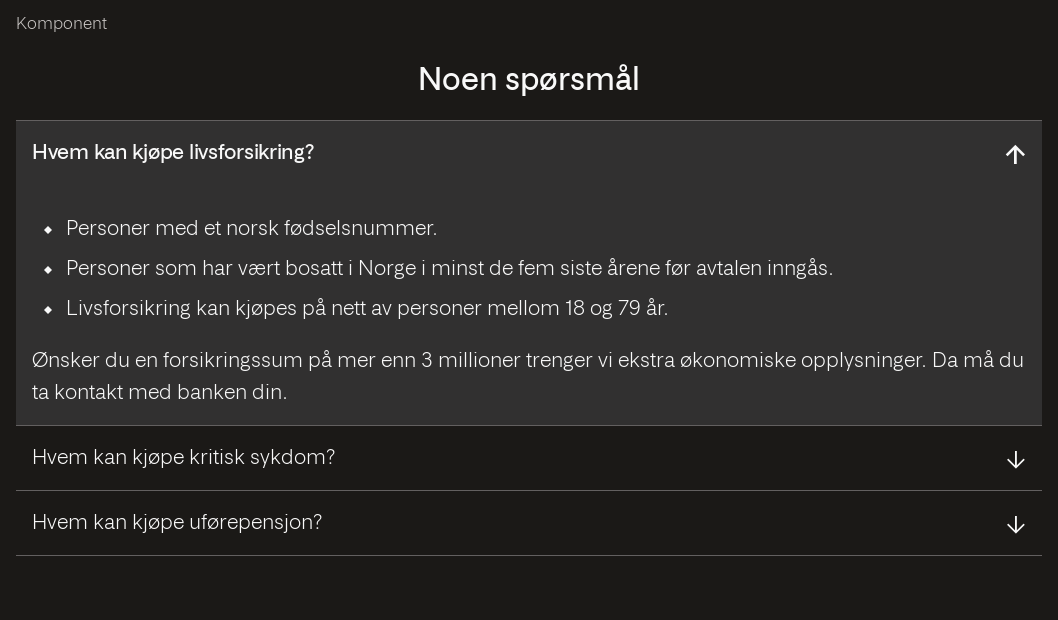 Komponent
Noen spørsmål
Hvem kan kjøpe livsforsikring?
Personer med et norsk fødselsnummer.
Personer som har vært bosatt i Norge i minst de fem siste årene før avtalen inngås.
Livsforsikring kan kjøpes på nett av personer mellom 18 og 79 år.
Ønsker du en forsikringssum på mer enn 3 millioner trenger vi ekstra økonomiske opplysninger. Da må du
ta kontakt med banken din.
Hvem kan kjøpe kritisk sykdom?
Hvem kan kjøpe uførepensjon?